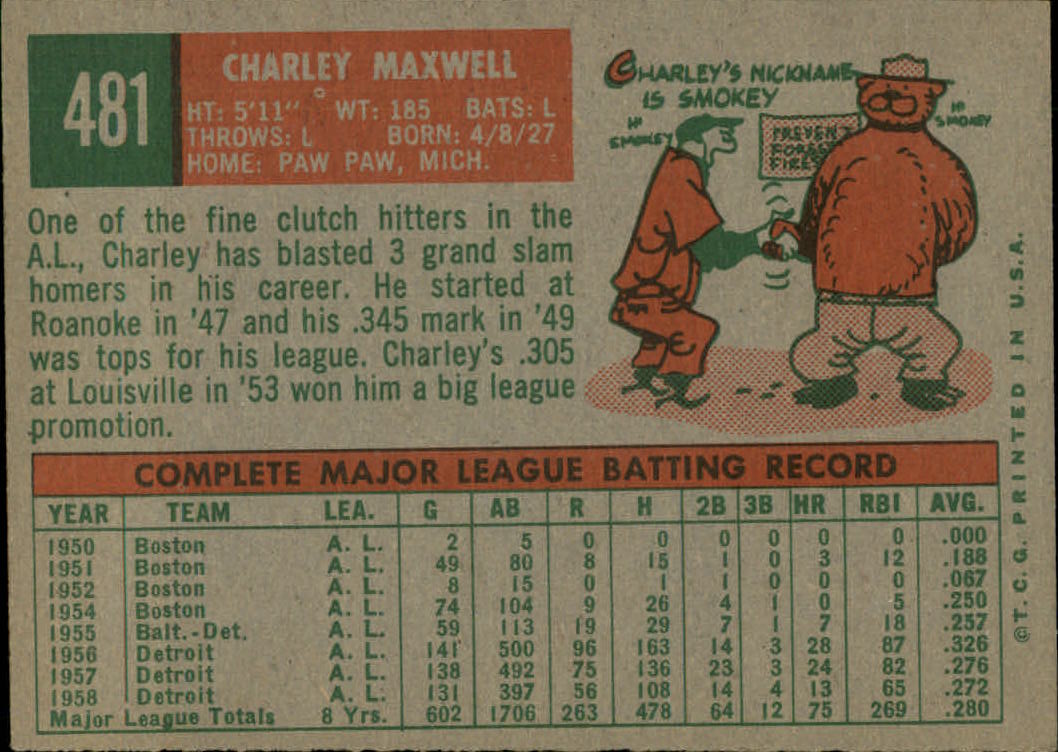 481
CHARLEY MAXWELL
HT: 5'11" WT: 185 BATS: L
THROWS: L BORN: 4/8/27
HOME: PAW PAW, MICH.
CHARLEY'S NICKNAME
IS SMOKEY
HI SMOKEY
PREVENT
FOREST
FIRES
HI SMOKEY
One of the fine clutch hitters in the
A.L., Charley has blasted 3 grand slam
homers in his career. He started at
Roanoke in '47 and his .345 mark in '49
was tops for his league. Charley's .305
at Louisville in '53 won him a big league
promotion.
COMPLETE MAJOR LEAGUE BATTING RECORD
YEAR TEAM LEA. G AB R H 2B 3B HR RBI AVG.
1950 Boston A. L. 2 5 0 0 0 0 0 0 .000
1951 Boston A. L. 49 80 8 15 1 0 3 12 .188
1952 Boston A. L. 8 15 0 1 1 0 0 0 .067
1954 Boston A. L. 74 104 9 26 4 1 0 5 .250
1955 Balt.-Det. A. L. 59 113 19 29 7 1 7 18 .257
1956 Detroit A. L. 141 500 96 163 14 3 28 87 .326
1957 Detroit A. L. 138 492 75 136 23 3 24 82 .276
1958 Detroit A. L. 131 397 56 108 14 4 13 65 .272
Major League Totals 8 Yrs. 602 1706 263 478 64 12 75 269 .280
©T. C. G. PRINTED IN U.S.A.